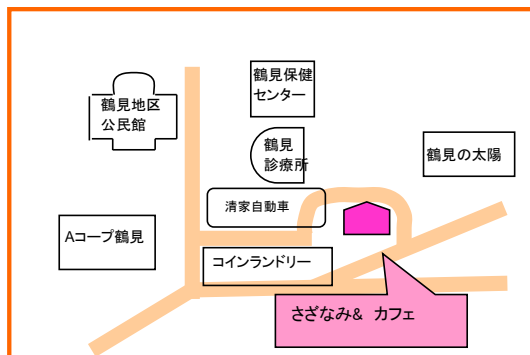 鶴見保健
センター
鶴見地区
公民館
鶴見
診療所
鶴見の太陽
清家自動車
Aコープ鶴見
コインランドリー
さざなみ& カフェ